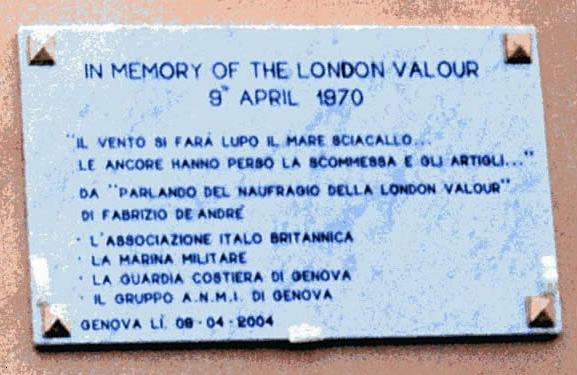 IN MEMORY OF THE LONDON VALOUR
9th APRIL 1970
"IL VENTO SI FARÀ LUPO IL MARE SCIACALLO...
LE ANCORE HANNO PERSO LA SCOMMESSA E GLI ARTIGLI..."
DA "PARLANDO DEL NAUFRAGIO DELLA LONDON VALOUR"
DI FABRIZIO DE ANDRÉ
· L'ASSOCIAZIONE ITALO BRITANNICA
· LA MARINA MILITARE
· LA GUARDIA COSTIERA DI GENOVA
· IL GRUPPO A.N.M.I. DI GENOVA
GENOVA LÌ. 09-04-2004